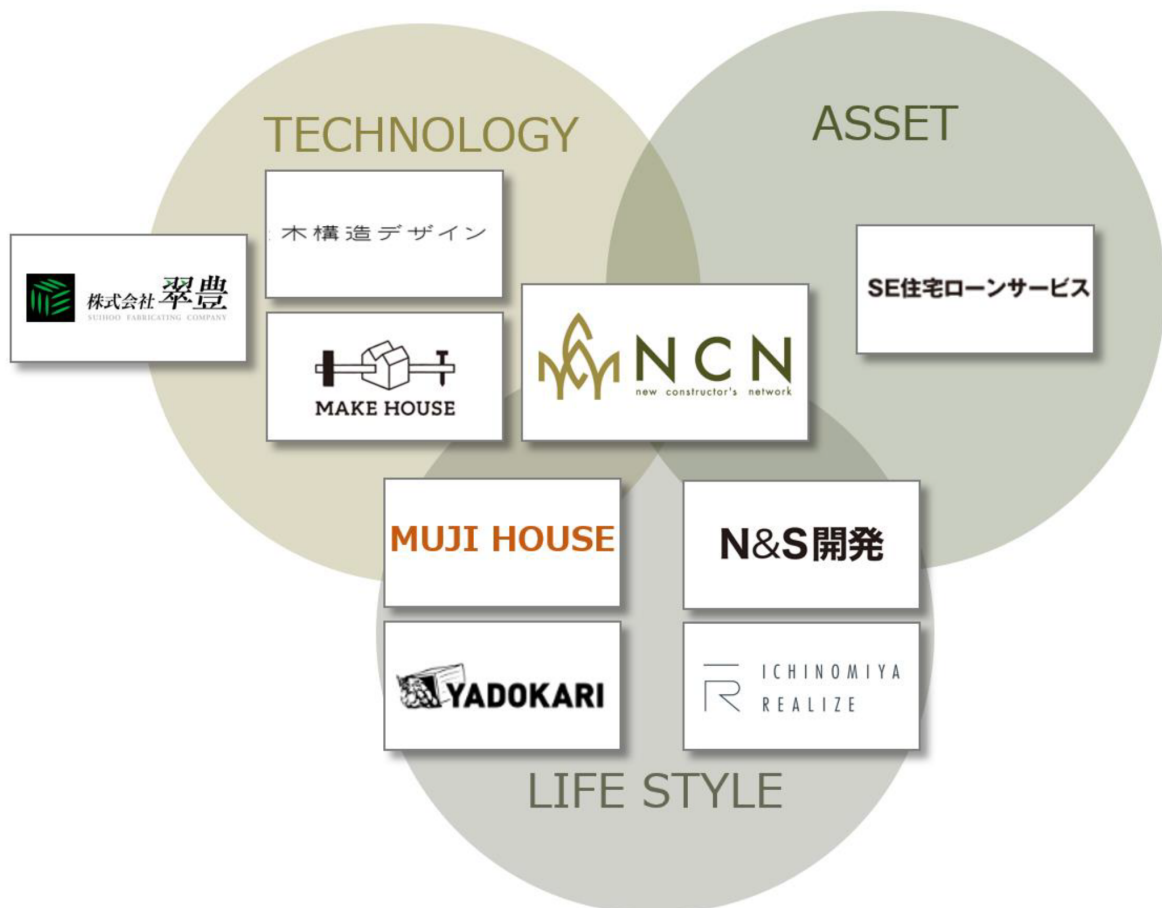 TECHNOLOGY
ASSET
木構造デザイン
株式会社 翠豊
SUIHOO FABRICATING COMPANY
SE住宅ローンサービス
MAKE HOUSE
NCN
new constructor's network
MUJI HOUSE
N&S開発
YADOKARI
ICHINOMIYA
REALIZE
LIFE STYLE